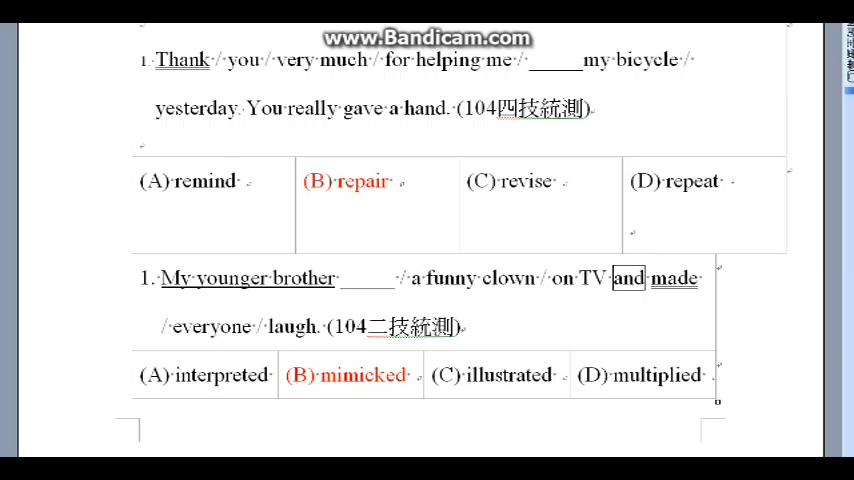 www.Bandicam.com
1. Thank / you / very much / for helping me / _____ my bicycle /
yesterday. You really gave a hand. (104四技統測)
(A) remind (B) repair (C) revise (D) repeat
1. My younger brother _____ / a funny clown / on TV and made
/ everyone / laugh. (104二技統測)
(A) interpreted (B) mimicked (C) illustrated (D) multiplied